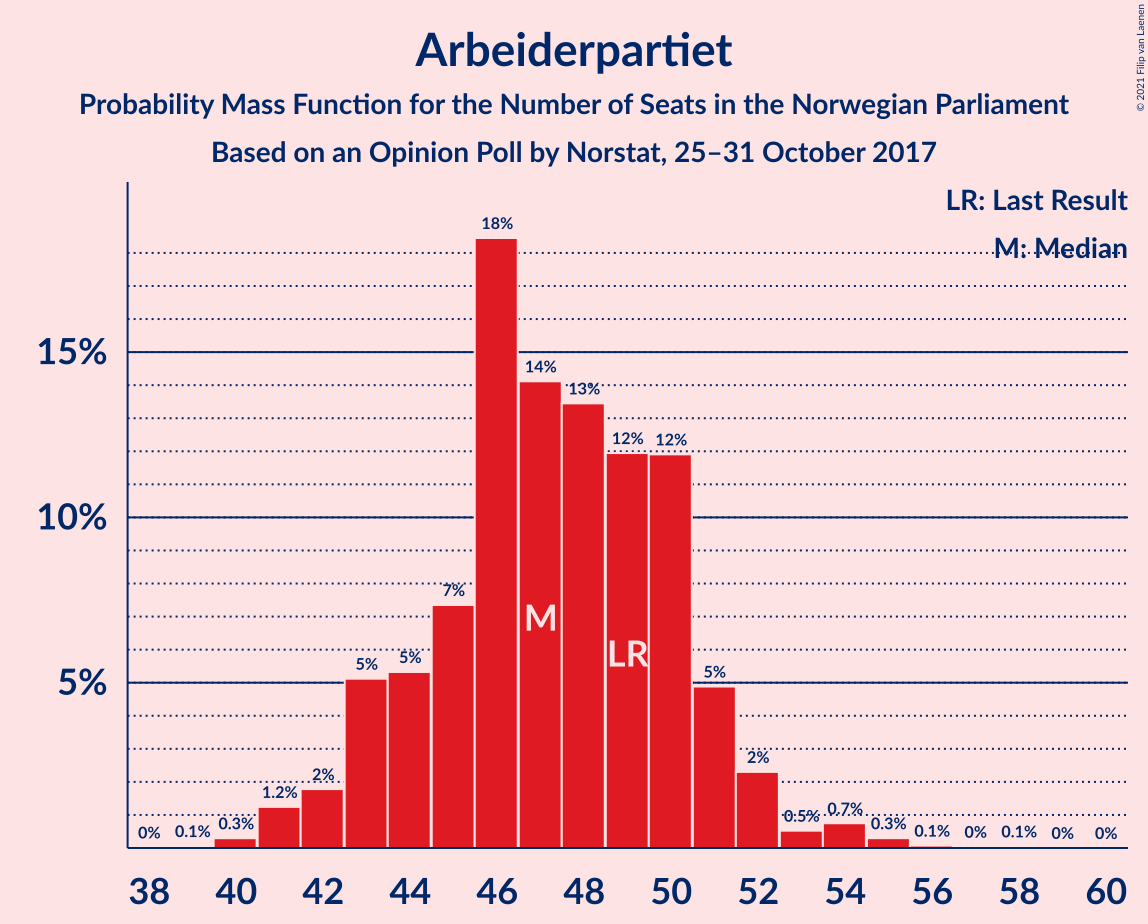 Arbeiderpartiet
Probability Mass Function for the Number of Seats in the Norwegian Parliament
Based on an Opinion Poll by Norstat, 25–31 October 2017
© 2021 Filip van Laenen
LR: Last Result
M: Median
15%
10%
5%
0%
0.1%
0.3%
1.2%
2%
5%
5%
7%
18%
14%
13%
12%
12%
5%
2%
0.5%
0.7%
0.3%
0.1%
0%
0.1%
0%
0%
M
LR
38 40 42 44 46 48 50 52 54 56 58 60